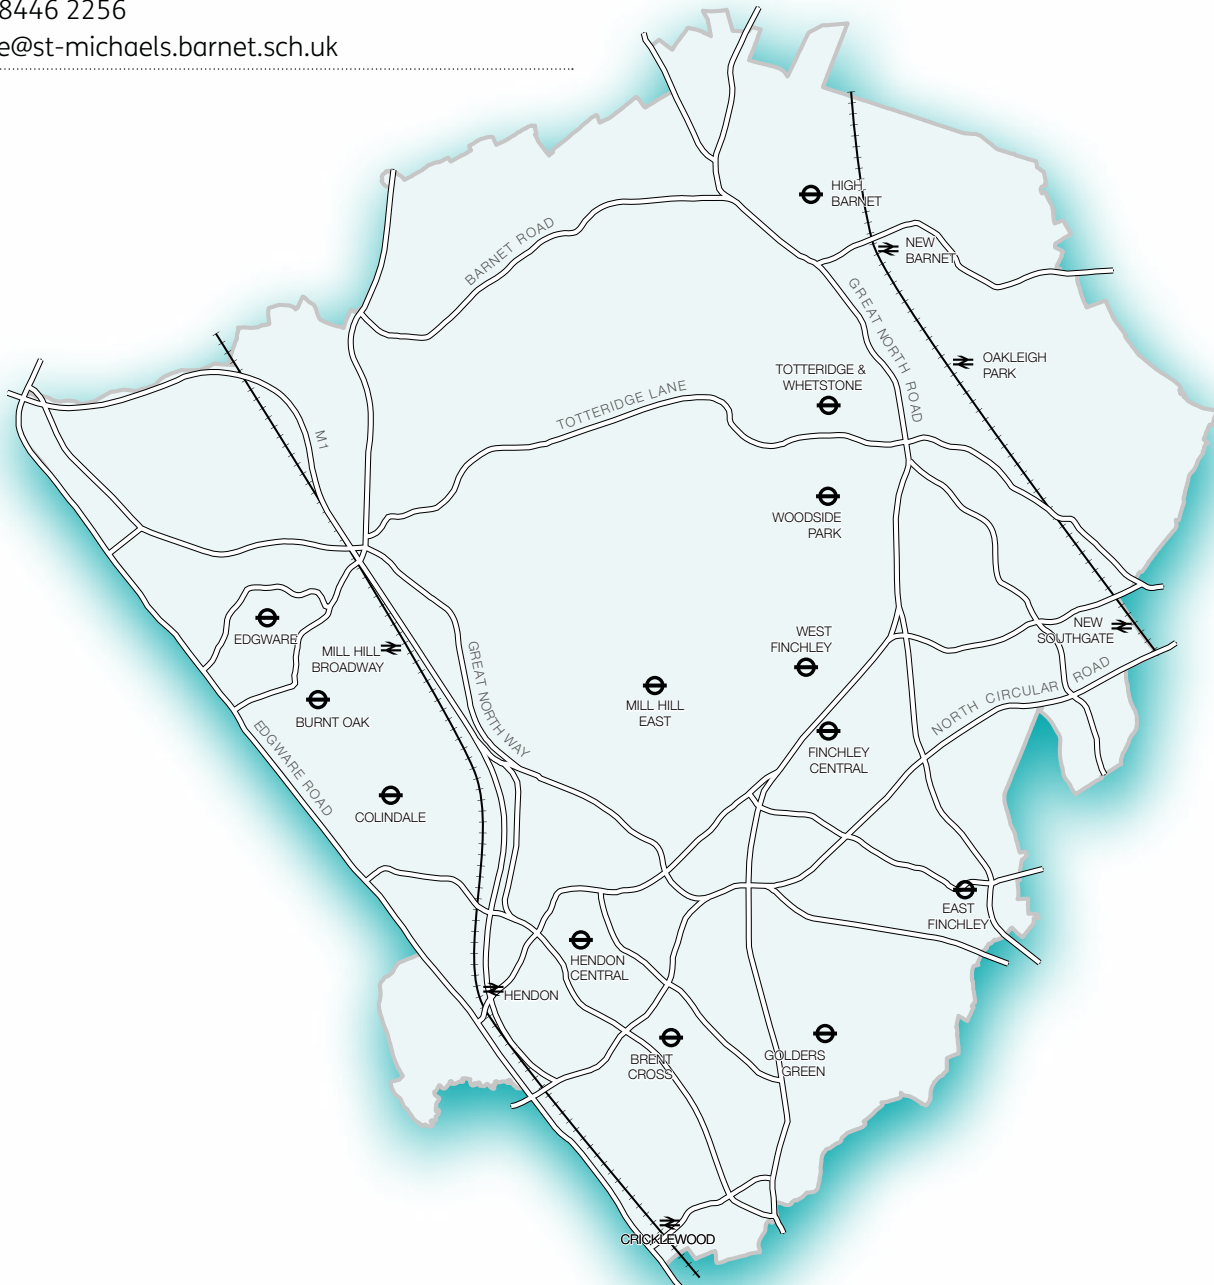 8446 2256
e@st-michaels.barnet.sch.uk
HIGH
BARNET
NEW
BARNET
BARNET ROAD
GREAT NORTH ROAD
OAKLEIGH
PARK
TOTTERIDGE &
WHETSTONE
TOTTERIDGE LANE
M1
WOODSIDE
PARK
EDGWARE
MILL HILL
BROADWAY
WEST
FINCHLEY
NEW
SOUTHGATE
GREAT NORTH WAY
MILL HILL
EAST
NORTH CIRCULAR ROAD
BURNT OAK
EDGWARE ROAD
FINCHLEY
CENTRAL
COLINDALE
EAST
FINCHLEY
HENDON
CENTRAL
HENDON
BRENT
CROSS
GOLDERS
GREEN
CRICKLEWOOD